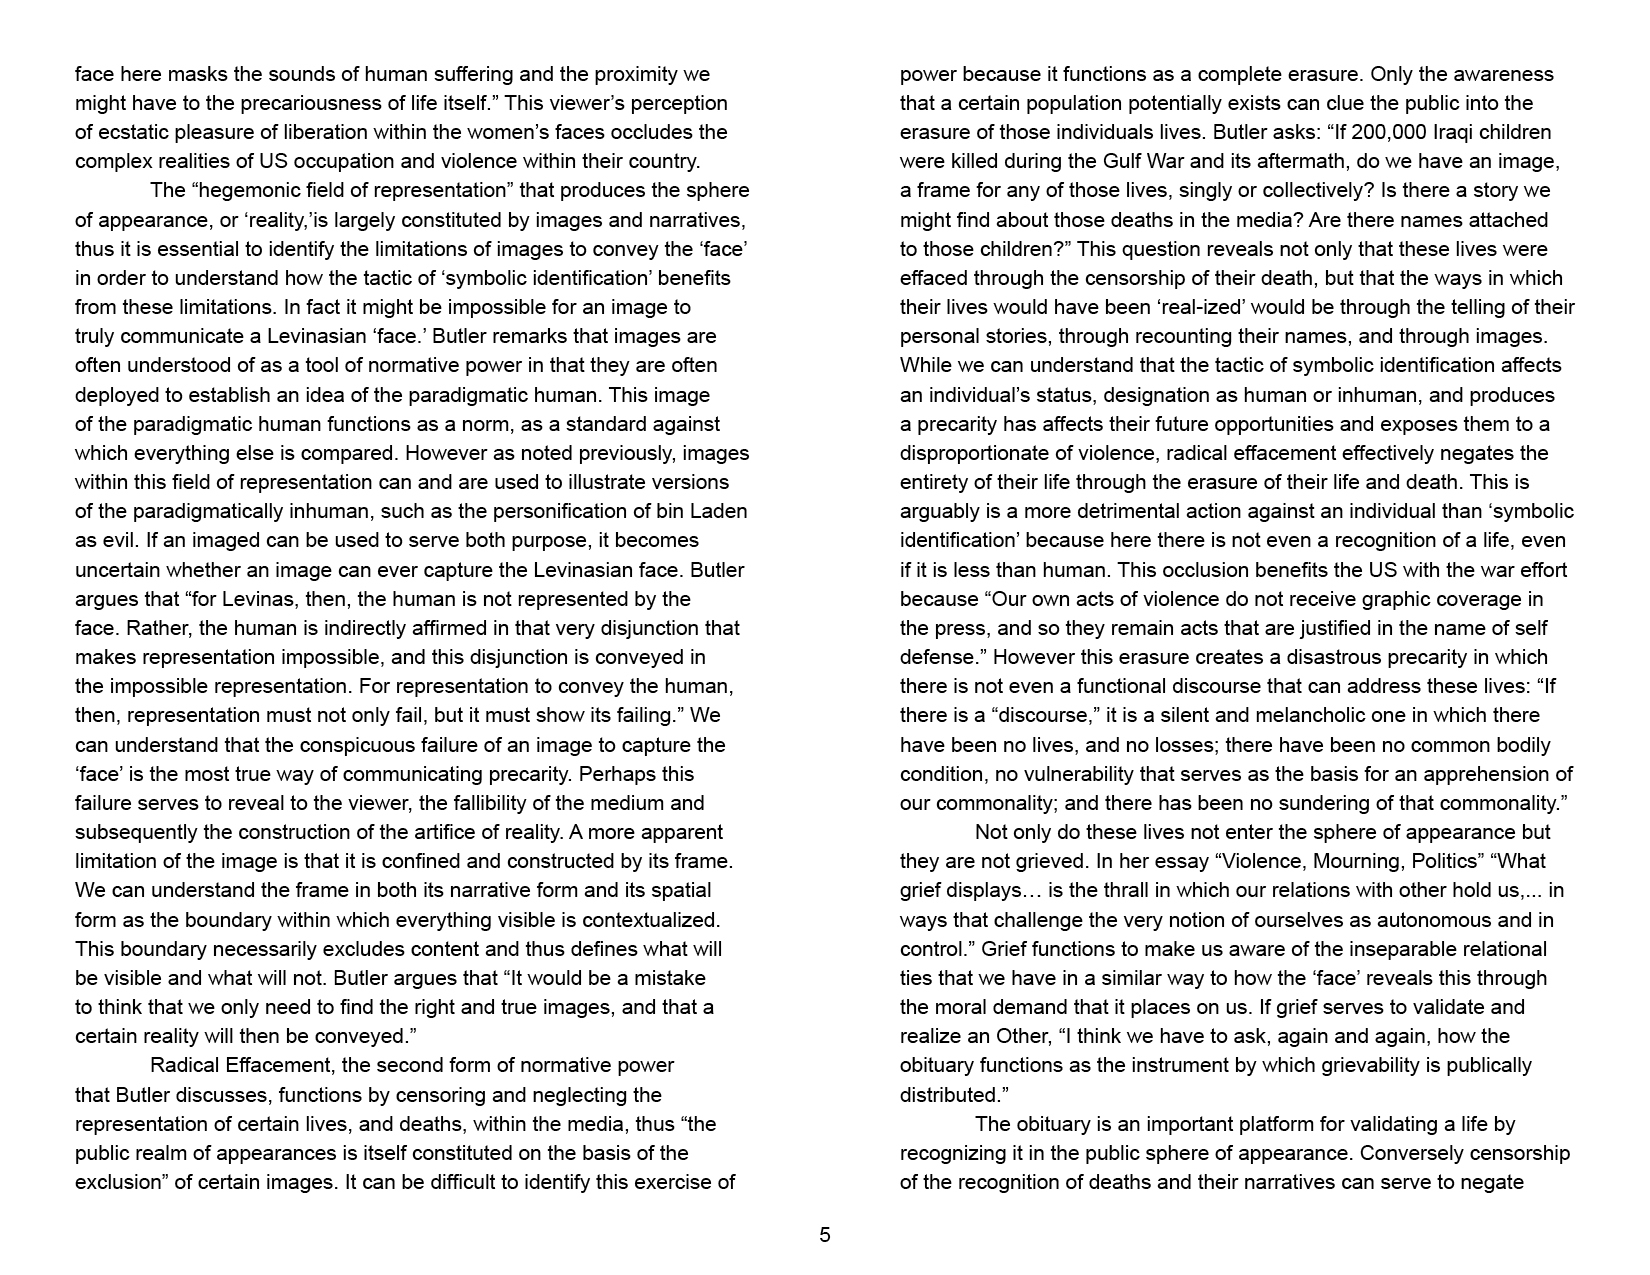 face here masks the sounds of human suffering and the proximity we
might have to the precariousness of life itself.” This viewer’s perception
of ecstatic pleasure of liberation within the women’s faces occludes the
complex realities of US occupation and violence within their country.
The “hegemonic field of representation” that produces the sphere
of appearance, or ‘reality,’is largely constituted by images and narratives,
thus it is essential to identify the limitations of images to convey the ‘face’
in order to understand how the tactic of ‘symbolic identification’ benefits
from these limitations. In fact it might be impossible for an image to
truly communicate a Levinasian ‘face.’ Butler remarks that images are
often understood of as a tool of normative power in that they are often
deployed to establish an idea of the paradigmatic human. This image
of the paradigmatic human functions as a norm, as a standard against
which everything else is compared. However as noted previously, images
within this field of representation can and are used to illustrate versions
of the paradigmatically inhuman, such as the personification of bin Laden
as evil. If an imaged can be used to serve both purpose, it becomes
uncertain whether an image can ever capture the Levinasian face. Butler
argues that “for Levinas, then, the human is not represented by the
face. Rather, the human is indirectly affirmed in that very disjunction that
makes representation impossible, and this disjunction is conveyed in
the impossible representation. For representation to convey the human,
then, representation must not only fail, but it must show its failing.” We
can understand that the conspicuous failure of an image to capture the
‘face’ is the most true way of communicating precarity. Perhaps this
failure serves to reveal to the viewer, the fallibility of the medium and
subsequently the construction of the artifice of reality. A more apparent
limitation of the image is that it is confined and constructed by its frame.
We can understand the frame in both its narrative form and its spatial
form as the boundary within which everything visible is contextualized.
This boundary necessarily excludes content and thus defines what will
be visible and what will not. Butler argues that “It would be a mistake
to think that we only need to find the right and true images, and that a
certain reality will then be conveyed.”
Radical Effacement, the second form of normative power
that Butler discusses, functions by censoring and neglecting the
representation of certain lives, and deaths, within the media, thus “the
public realm of appearances is itself constituted on the basis of the
exclusion” of certain images. It can be difficult to identify this exercise of
power because it functions as a complete erasure. Only the awareness
that a certain population potentially exists can clue the public into the
erasure of those individuals lives. Butler asks: “If 200,000 Iraqi children
were killed during the Gulf War and its aftermath, do we have an image,
a frame for any of those lives, singly or collectively? Is there a story we
might find about those deaths in the media? Are there names attached
to those children?” This question reveals not only that these lives were
effaced through the censorship of their death, but that the ways in which
their lives would have been ‘real-ized’ would be through the telling of their
personal stories, through recounting their names, and through images.
While we can understand that the tactic of symbolic identification affects
an individual’s status, designation as human or inhuman, and produces
a precarity has affects their future opportunities and exposes them to a
disproportionate of violence, radical effacement effectively negates the
entirety of their life through the erasure of their life and death. This is
arguably is a more detrimental action against an individual than ‘symbolic
identification’ because here there is not even a recognition of a life, even
if it is less than human. This occlusion benefits the US with the war effort
because “Our own acts of violence do not receive graphic coverage in
the press, and so they remain acts that are justified in the name of self
defense.” However this erasure creates a disastrous precarity in which
there is not even a functional discourse that can address these lives: “If
there is a “discourse,” it is a silent and melancholic one in which there
have been no lives, and no losses; there have been no common bodily
condition, no vulnerability that serves as the basis for an apprehension of
our commonality; and there has been no sundering of that commonality.”
Not only do these lives not enter the sphere of appearance but
they are not grieved. In her essay “Violence, Mourning, Politics” “What
grief displays… is the thrall in which our relations with other hold us,... in
ways that challenge the very notion of ourselves as autonomous and in
control.” Grief functions to make us aware of the inseparable relational
ties that we have in a similar way to how the ‘face’ reveals this through
the moral demand that it places on us. If grief serves to validate and
realize an Other, “I think we have to ask, again and again, how the
obituary functions as the instrument by which grievability is publically
distributed.”
The obituary is an important platform for validating a life by
recognizing it in the public sphere of appearance. Conversely censorship
of the recognition of deaths and their narratives can serve to negate
5